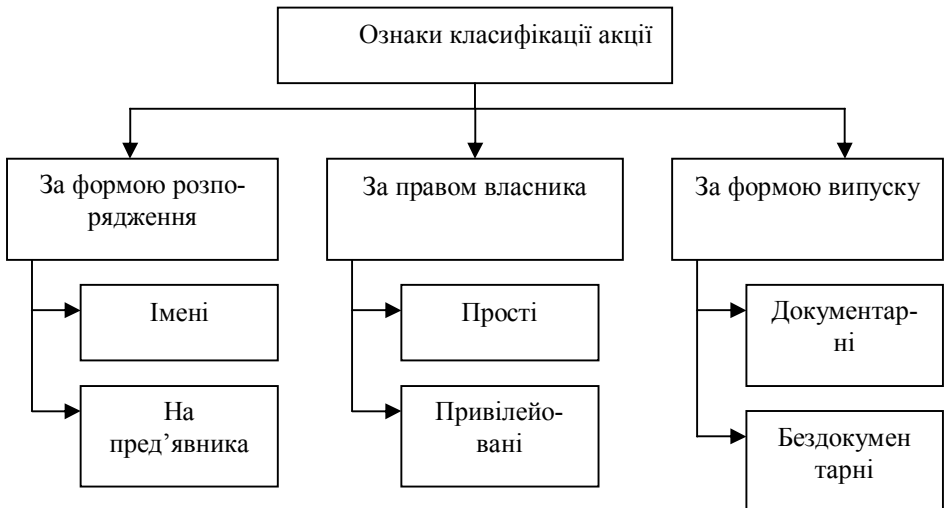 Ознаки класифікації акції
За формою розпо-
рядження
За правом власника
За формою випуску
Імені
Прості
Документар-
ні
На
пред’явника
Привілейо-
вані
Бездокумен
тарні